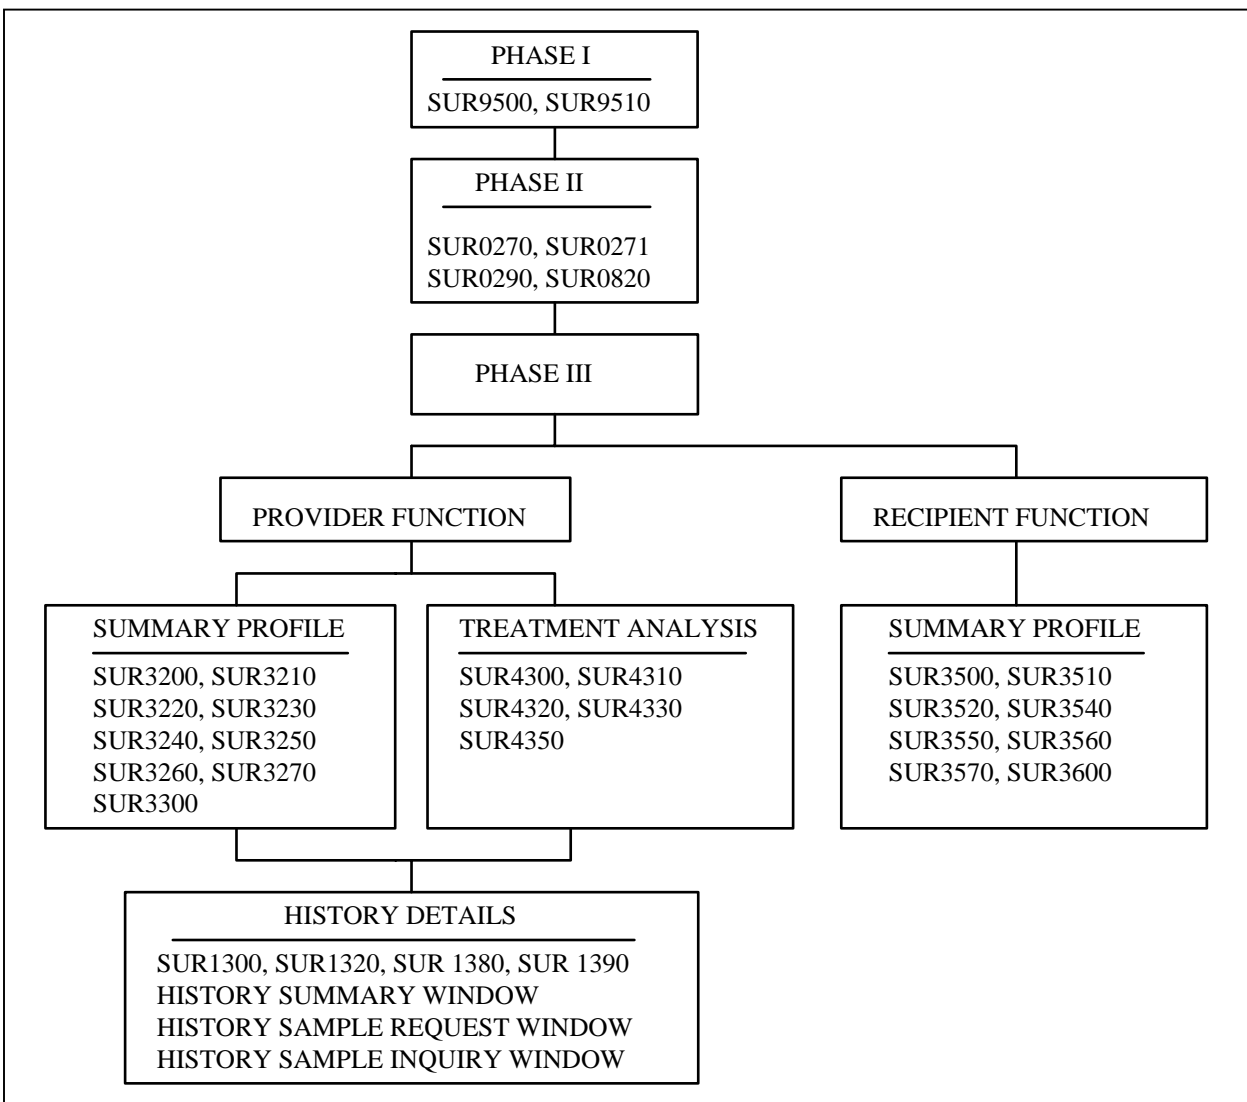 PHASE I
SUR9500, SUR9510
PHASE II
SUR0270, SUR0271
SUR0290, SUR0820
PHASE III
PROVIDER FUNCTION
RECIPIENT FUNCTION
SUMMARY PROFILE
SUR3200, SUR3210
SUR3220, SUR3230
SUR3240, SUR3250
SUR3260, SUR3270
SUR3300
TREATMENT ANALYSIS
SUR4300, SUR4310
SUR4320, SUR4330
SUR4350
SUMMARY PROFILE
SUR3500, SUR3510
SUR3520, SUR3540
SUR3550, SUR3560
SUR3570, SUR3600
HISTORY DETAILS
SUR1300, SUR1320, SUR 1380, SUR 1390
HISTORY SUMMARY WINDOW
HISTORY SAMPLE REQUEST WINDOW
HISTORY SAMPLE INQUIRY WINDOW